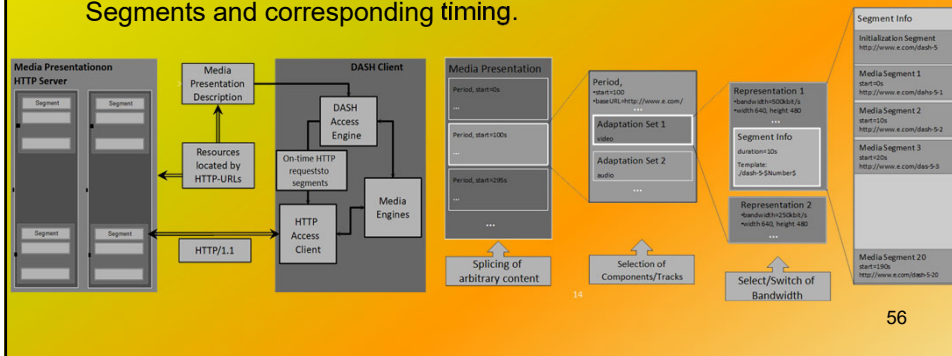 Segments and corresponding timing.
Media Presentationon
HTTP Server
Segment
Segment
Segment
Segment
Media
Presentation
Description
Resources
located by
HTTP-URLs
HTTP/1.1
DASH Client
DASH
Access
Engine
On-time HTTP
requeststo
segments
HTTP
Access
Client
Media
Engines
Media Presentation
Period, start=0s
...
Period, start=100s
...
Period, start=295s
...
...
Splicing of
arbitrary content
Period,
•start=100
•baseURL=http://www.e.com/
...
Adaptation Set 1
video
Adaptation Set 2
audio
...
Selection of
Components/Tracks
14
Representation 1
•bandwidth=500kbit/s
•width 640, height 480
...
Segment Info
duration=10s
Template:
./dash-5-$Number$
Representation 2
•bandwidth=250kbit/s
•width 640, height 480
...
Select/Switch of
Bandwidth
Segment Info
Initialization Segment
http://www.e.com/dash-5
Media Segment 1
start=0s
http://www.e.com/daho-5-1
Media Segment 2
start=10s
http://www.e.com/dash-5-2
Media Segment 3
start=20s
http://www.e.com/das-5-3
Media Segment 20
start=190s
http://www.e.com/dash-5-20
56